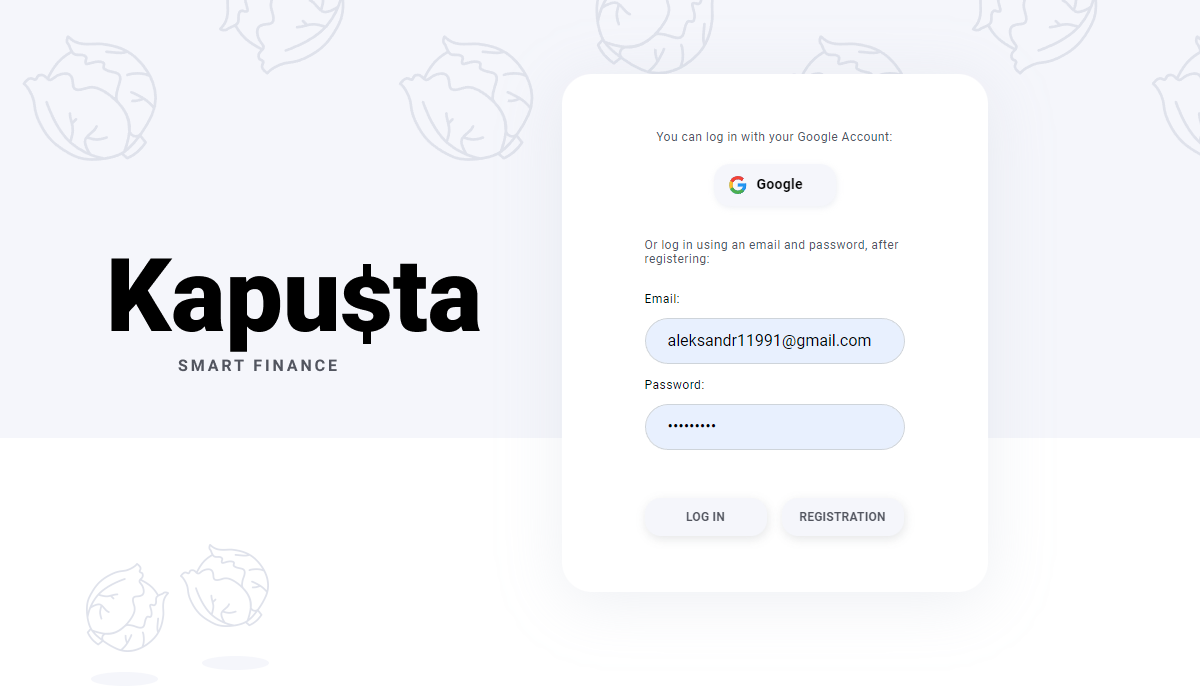 Kapu$ta
SMART FINANCE
You can log in with your Google Account:
Google
Or log in using an email and password, after
registering:
Email:
aleksandr11991@gmail.com
Password:
•••••••••
LOG IN
REGISTRATION